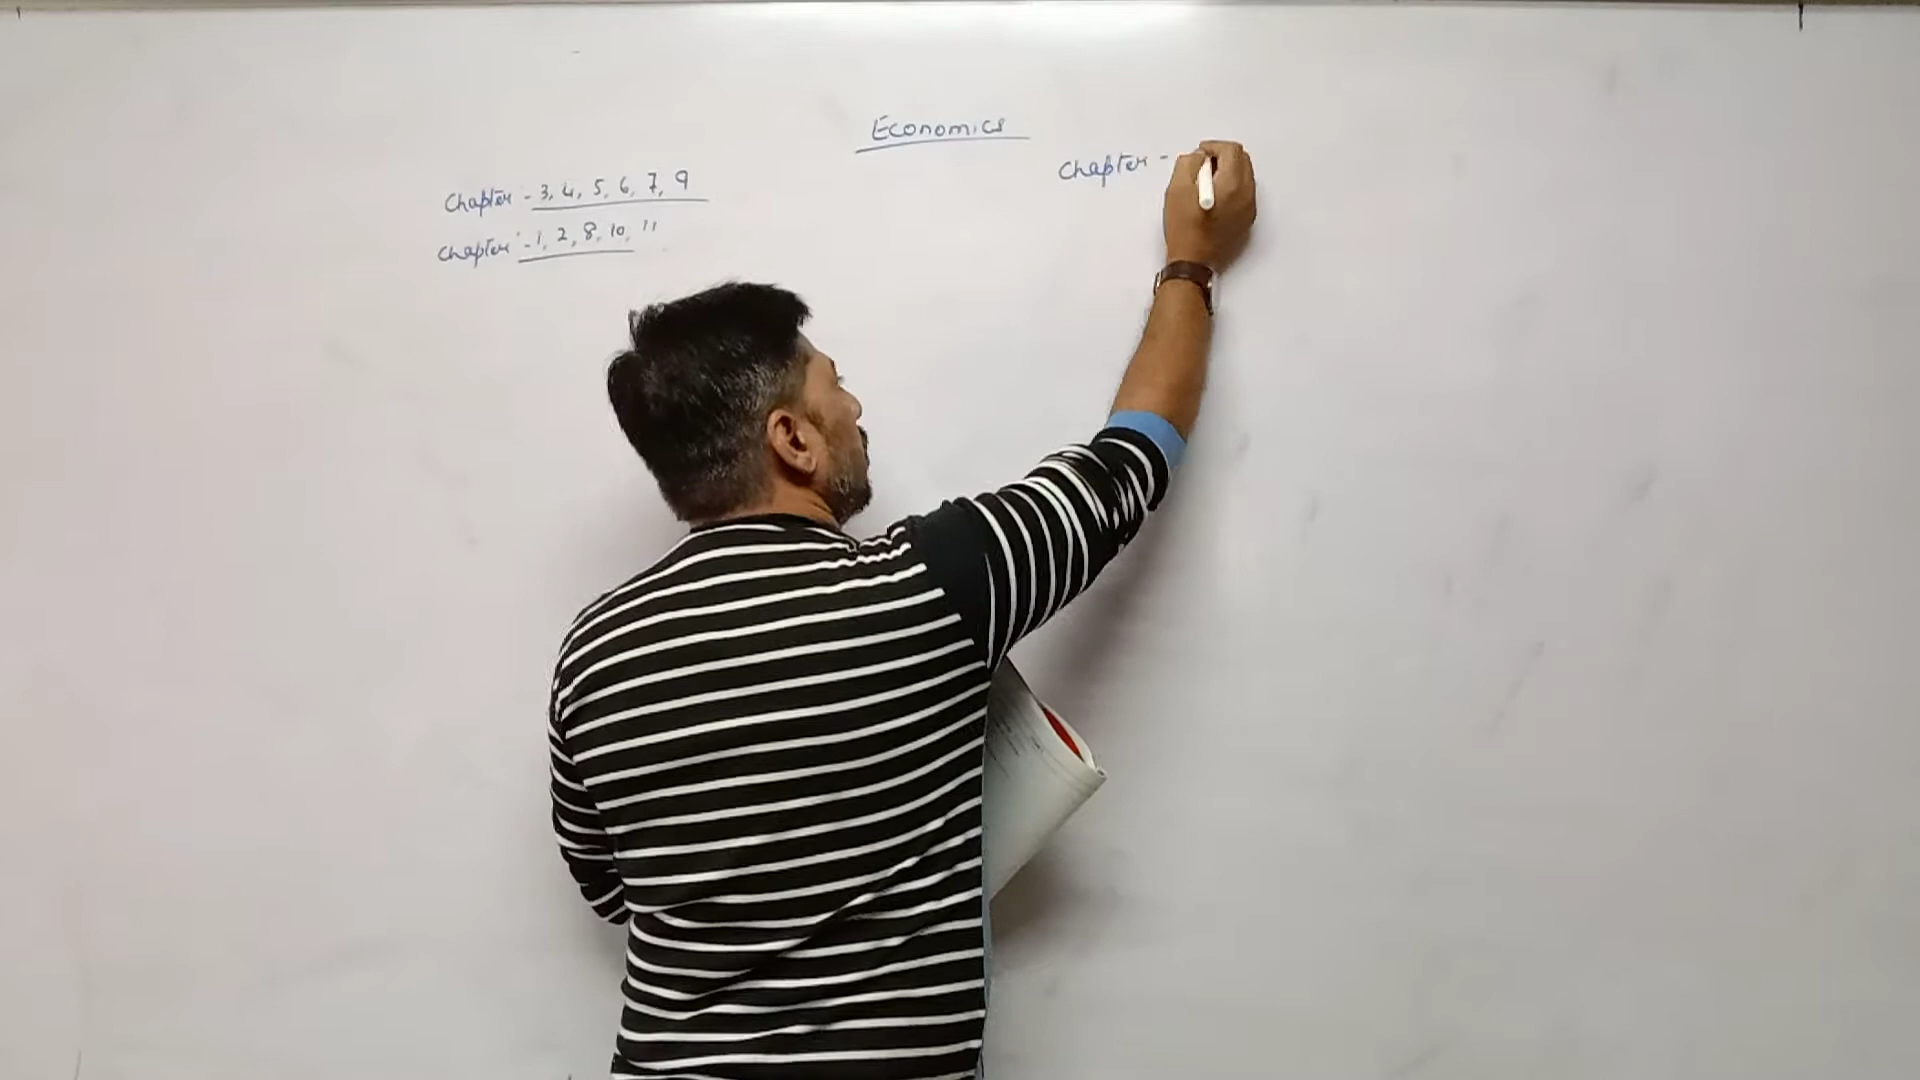 Economics
Chapter -
Chapter - 3, 4, 5, 6, 7, 9
Chapter - 1, 2, 8, 10, 11